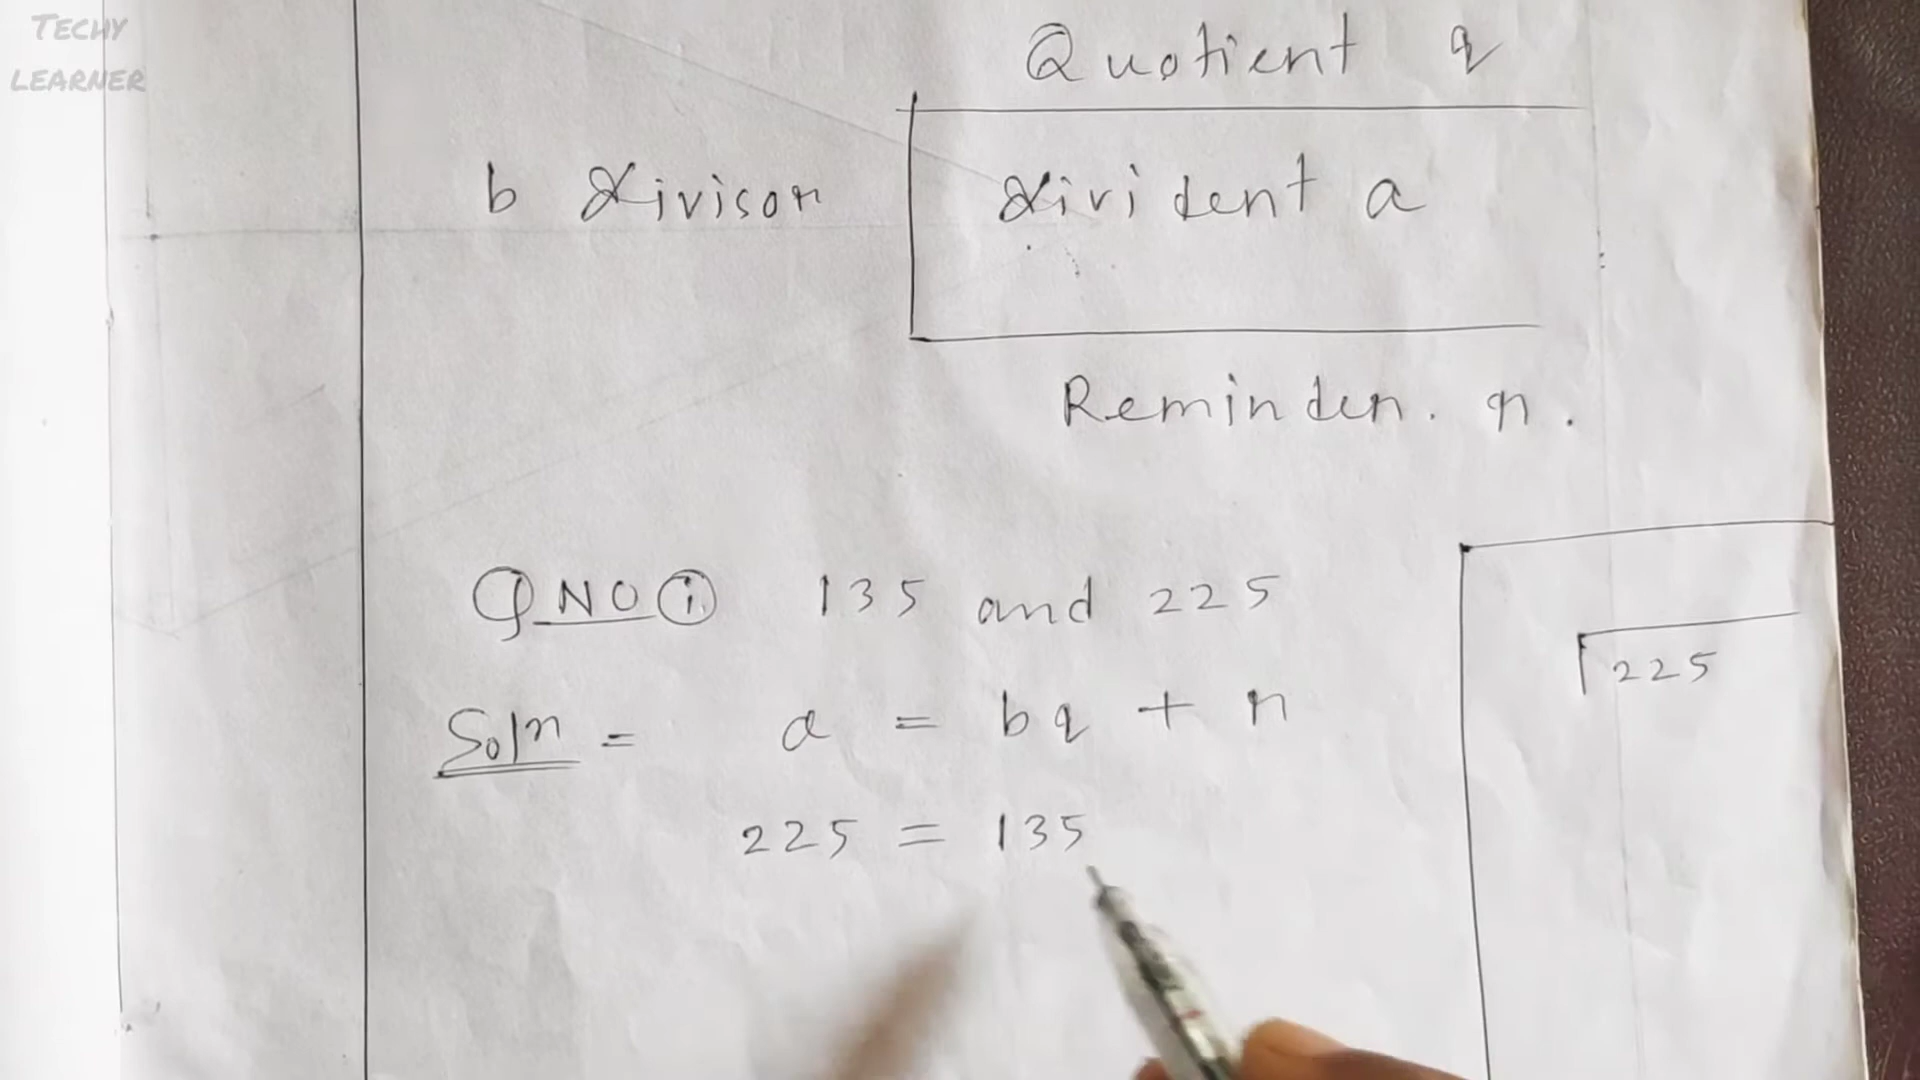 TECHY
LEARNER
Quotient q
b Divisor
Divident a
Reminder. r.
Q NO (i) 135 and 225
Soln = a = bq + r
225
225 = 135